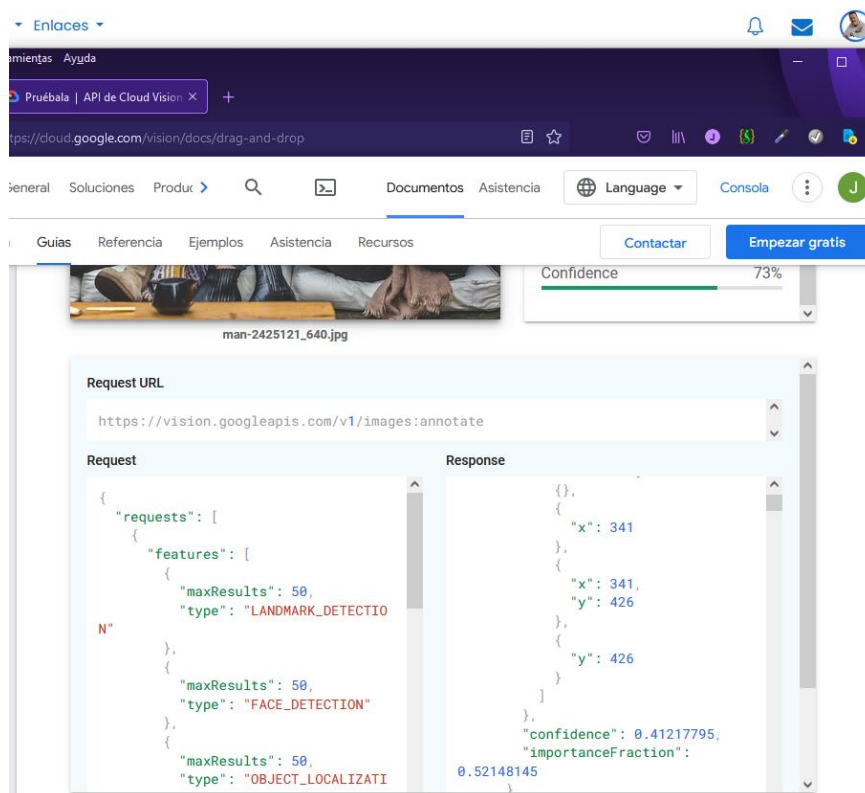 Enlaces
amientas Ayuda
Pruébala | API de Cloud Vision × +
tps://cloud.google.com/vision/docs/drag-and-drop
General Soluciones Produc Documentos Asistencia Language Consola J
Guías Referencia Ejemplos Asistencia Recursos Contactar Empezar gratis
Confidence 73%
man-2425121_640.jpg
Request URL
https://vision.googleapis.com/v1/images:annotate
Request
{
"requests": [
{
"features": [
{
"maxResults": 50,
"type": "LANDMARK_DETECTIO
N"
},
{
"maxResults": 50,
"type": "FACE_DETECTION"
},
{
"maxResults": 50,
"type": "OBJECT_LOCALIZATI
Response
{},
{
"x": 341
},
{
"x": 341,
"y": 426
},
{
"y": 426
}
]
},
"confidence": 0.41217795,
"importanceFraction":
0.52148145
}